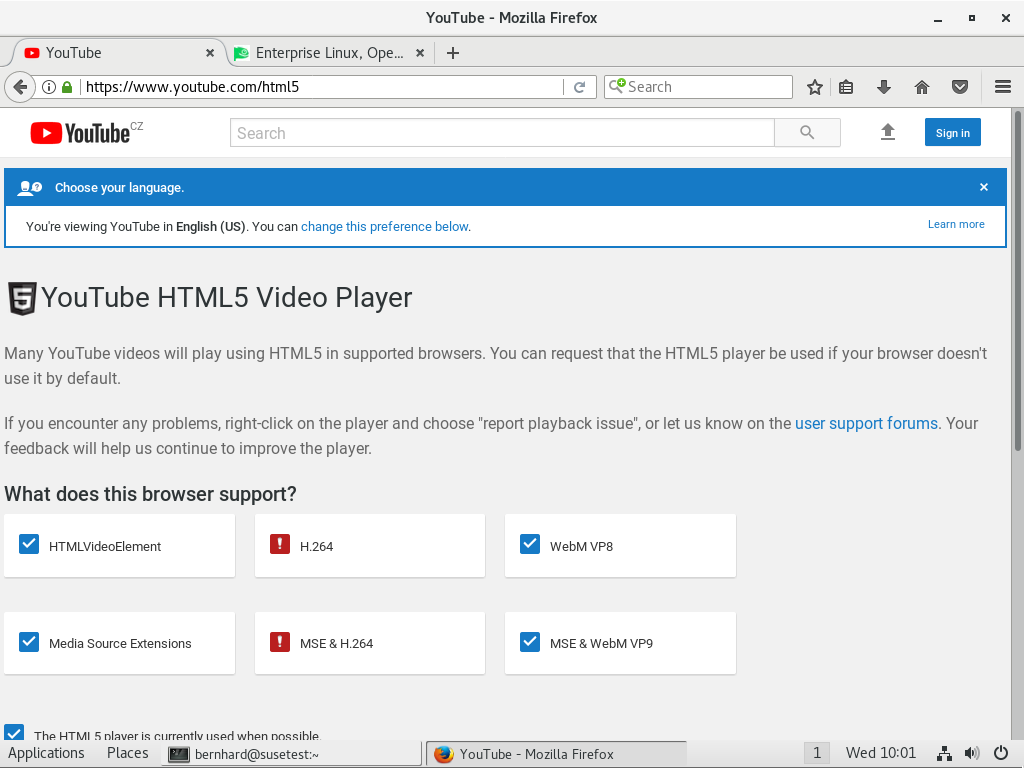 YouTube - Mozilla Firefox
YouTube
Enterprise Linux, Ope...
https://www.youtube.com/html5
Search
YouTube CZ
Search
Sign in
Choose your language.
You're viewing YouTube in English (US). You can change this preference below.
Learn more
YouTube HTML5 Video Player
Many YouTube videos will play using HTML5 in supported browsers. You can request that the HTML5 player be used if your browser doesn't
use it by default.
If you encounter any problems, right-click on the player and choose "report playback issue", or let us know on the user support forums. Your
feedback will help us continue to improve the player.
What does this browser support?
HTMLVideoElement
H.264
WebM VP8
Media Source Extensions
MSE & H.264
MSE & WebM VP9
The HTML5 player is currently used when possible.
Applications
Places
bernhard@susetest:~
YouTube - Mozilla Firefox
1
Wed 10:01